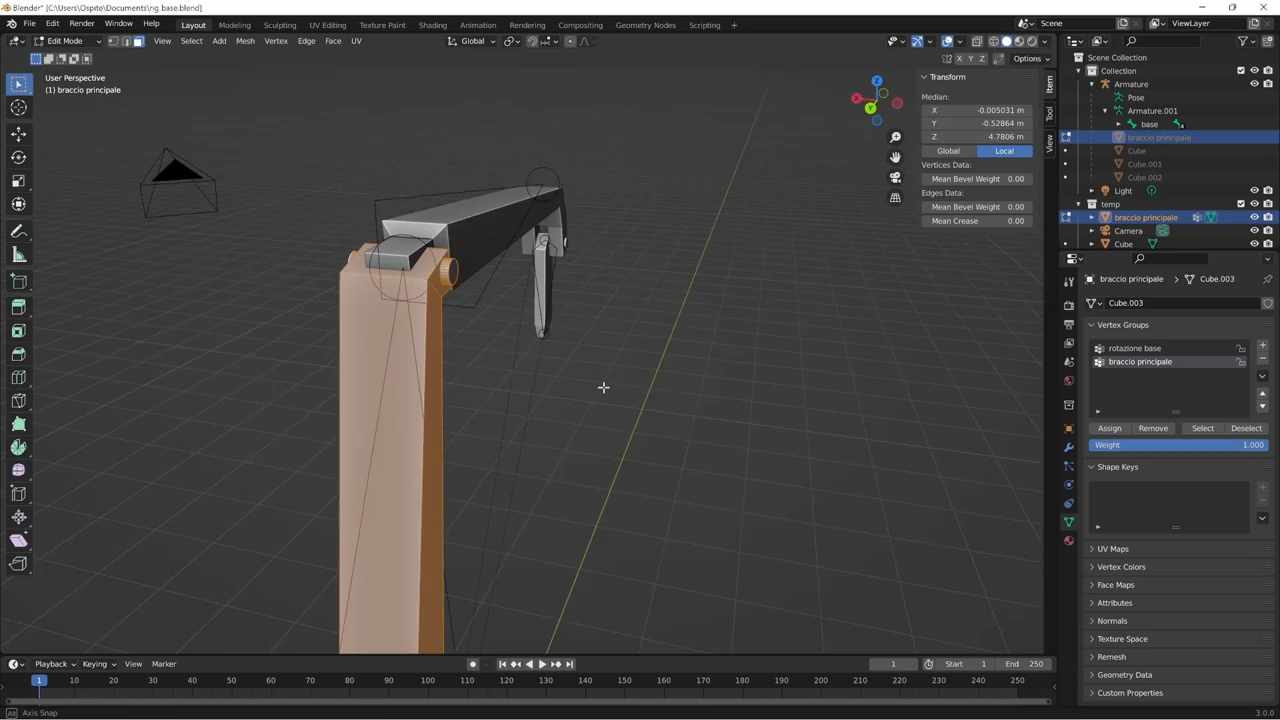 Blender* [C:\Users\Ospite\Documents\rig base.blend]
File Edit Render Window Help Layout Modeling Sculpting UV Editing Texture Paint Shading Animation Rendering Compositing Geometry Nodes Scripting + Scene ViewLayer
Edit Mode View Select Add Mesh Vertex Edge Face UV Global
X Y Z Options
User Perspective
(1) braccio principale
Z
X
Y
Transform
Median:
X -0.005031 m
Y -0.52864 m
Z 4.7806 m
Global Local
Vertices Data:
Mean Bevel Weight 0.00
Edges Data:
Mean Bevel Weight 0.00
Mean Crease 0.00
Item
Tool
View
Scene Collection
Collection
Armature
Pose
Armature.001
base
braccio principale
Cube
Cube.001
Cube.002
Light
temp
braccio principale
Camera
Cube
braccio principale > Cube.003
Cube.003
Vertex Groups
rotazione base
braccio principale
Assign Remove Select Deselect
Weight 1.000
Shape Keys
UV Maps
Vertex Colors
Face Maps
Attributes
Normals
Texture Space
Remesh
Geometry Data
Custom Properties
Playback Keying View Marker 1 Start 1 End 250
1 10 20 30 40 50 60 70 80 90 100 110 120 130 140 150 160 170 180 190 200 210 220 230 240 250
Alt Axis Snap 3.0.0